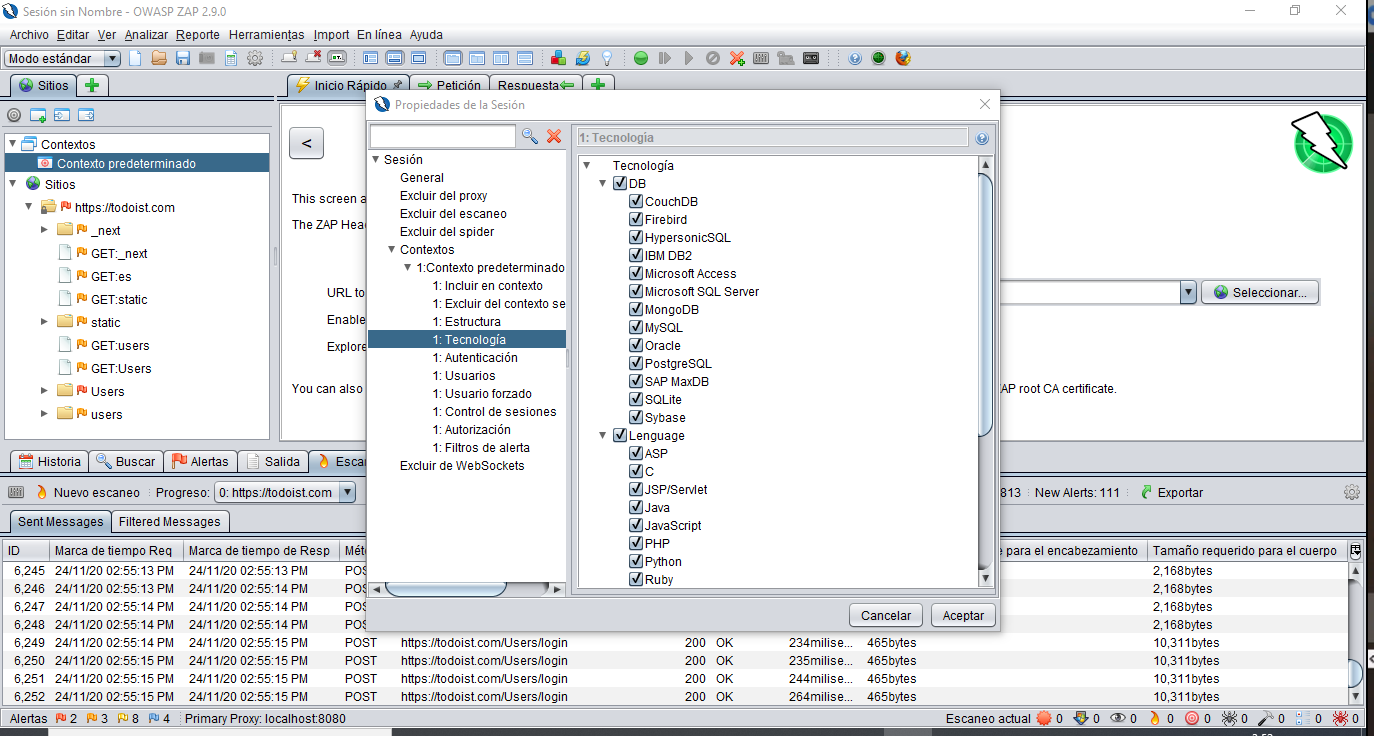 Sesión sin Nombre - OWASP ZAP 2.9.0
Archivo Editar Ver Analizar Reporte Herramientas Import En línea Ayuda
Modo estándar
Sitios
Inicio Rápido
Petición
Respuesta
Contextos
Contexto predeterminado
Sitios
https://todoist.com
_next
GET:_next
GET:es
GET:static
static
GET:users
GET:Users
Users
users
<
This screen a
The ZAP Head
URL to
Enable
Explore
You can also
Seleccionar...
AP root CA certificate.
Propiedades de la Sesión
Sesión
General
Excluir del proxy
Excluir del escaneo
Excluir del spider
Contextos
1:Contexto predeterminado
1: Incluir en contexto
1: Excluir del contexto se
1: Estructura
1: Tecnología
1: Autenticación
1: Usuarios
1: Usuario forzado
1: Control de sesiones
1: Autorización
1: Filtros de alerta
Excluir de WebSockets
1: Tecnología
Tecnología
DB
CouchDB
Firebird
HypersonicSQL
IBM DB2
Microsoft Access
Microsoft SQL Server
MongoDB
MySQL
Oracle
PostgreSQL
SAP MaxDB
SQLite
Sybase
Lenguage
ASP
C
JSP/Servlet
Java
JavaScript
PHP
Python
Ruby
Cancelar
Aceptar
Historia
Buscar
Alertas
Salida
Esca
Nuevo escaneo Progreso: 0: https://todoist.com
813 New Alerts: 111 Exportar
Sent Messages Filtered Messages
ID Marca de tiempo Req Marca de tiempo de Resp Mét e para el encabezamiento Tamaño requerido para el cuerpo
6,245 24/11/20 02:55:13 PM 24/11/20 02:55:13 PM POS 2,168bytes
6,246 24/11/20 02:55:13 PM 24/11/20 02:55:14 PM POS 2,168bytes
6,247 24/11/20 02:55:14 PM 24/11/20 02:55:14 PM POS 2,168bytes
6,248 24/11/20 02:55:14 PM 24/11/20 02:55:14 PM POS 2,168bytes
6,249 24/11/20 02:55:15 PM 24/11/20 02:55:15 PM POST https://todoist.com/Users/login 200 OK 234milise... 465bytes 10,311bytes
6,250 24/11/20 02:55:15 PM 24/11/20 02:55:15 PM POST https://todoist.com/Users/login 200 OK 235milise... 465bytes 10,311bytes
6,251 24/11/20 02:55:15 PM 24/11/20 02:55:15 PM POST https://todoist.com/Users/login 200 OK 244milise... 465bytes 10,311bytes
6,252 24/11/20 02:55:15 PM 24/11/20 02:55:15 PM POST https://todoist.com/Users/login 200 OK 264milise... 465bytes 10,311bytes
Alertas 2 3 8 4 Primary Proxy: localhost:8080
Escaneo actual 0 0 0 0 0 0 0 0 0